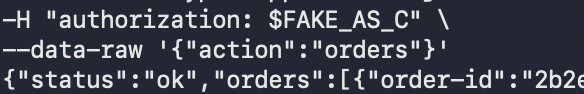 -H "authorization: $FAKE_AS_C" \
--data-raw '{"action":"orders"}'
{"status":"ok","orders":[{"order-id":"2b2e